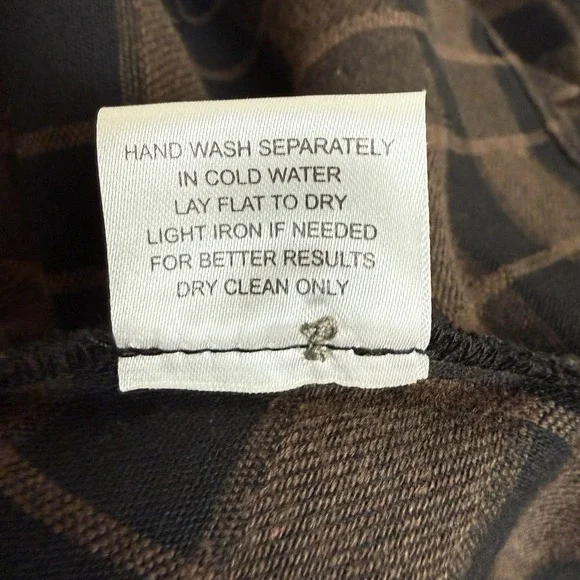 HAND WASH SEPARATELY
IN COLD WATER
LAY FLAT TO DRY
LIGHT IRON IF NEEDED
FOR BETTER RESULTS
DRY CLEAN ONLY